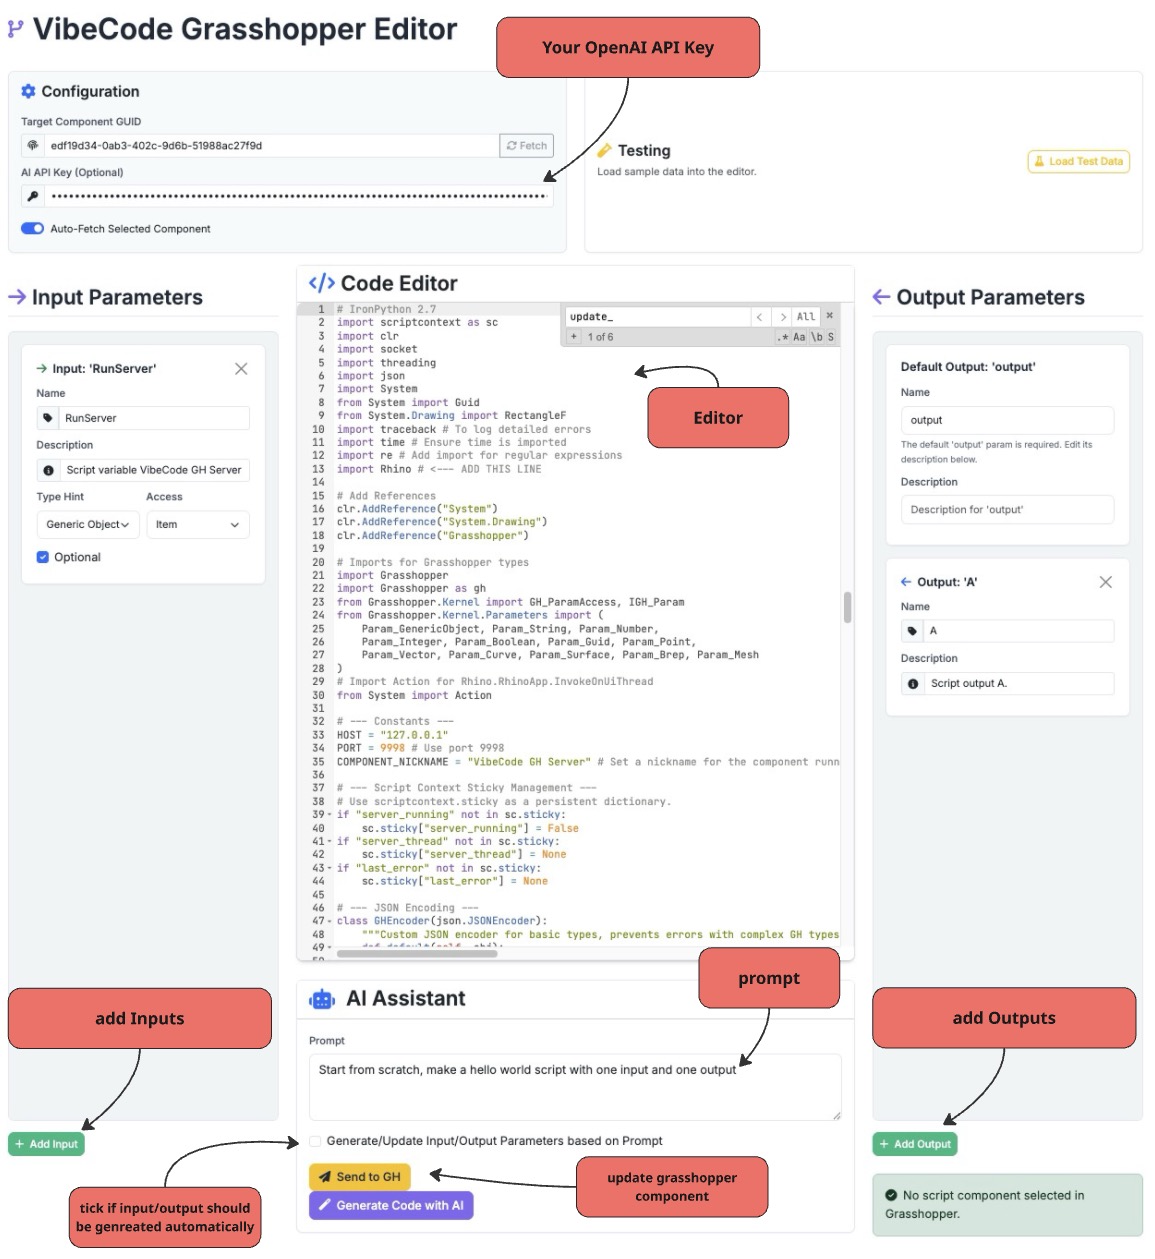 VibeCode Grasshopper Editor
Your OpenAI API Key
Configuration
Target Component GUID
edf19d34-0ab3-402c-9d6b-51988ac27f9d
Fetch
AI API Key (Optional)
Auto-Fetch Selected Component
Testing
Load sample data into the editor.
Load Test Data
Input Parameters
Input: 'RunServer'
Name
RunServer
Description
Script variable VibeCode GH Server
Type Hint Access
Generic Object Item
Optional
add Inputs
+ Add Input
</> Code Editor
update_
< > All ×
+ 1 of 6 .* Aa \b S
Editor
1 # IronPython 2.7
2 import scriptcontext as sc
3 import clr
4 import socket
5 import threading
6 import json
7 import System
8 from System import Guid
9 from System.Drawing import RectangleF
10 import traceback # To log detailed errors
11 import time # Ensure time is imported
12 import re # Add import for regular expressions
13 import Rhino # <--- ADD THIS LINE
14
15 # Add References
16 clr.AddReference("System")
17 clr.AddReference("System.Drawing")
18 clr.AddReference("Grasshopper")
19
20 # Imports for Grasshopper types
21 import Grasshopper
22 import Grasshopper as gh
23 from Grasshopper.Kernel import GH_ParamAccess, IGH_Param
24 from Grasshopper.Kernel.Parameters import (
25 Param_GenericObject, Param_String, Param_Number,
26 Param_Integer, Param_Boolean, Param_Guid, Param_Point,
27 Param_Vector, Param_Curve, Param_Surface, Param_Brep, Param_Mesh
28 )
29 # Import Action for Rhino.RhinoApp.InvokeOnUiThread
30 from System import Action
31
32 # --- Constants ---
33 HOST = "127.0.0.1"
34 PORT = 9998 # Use port 9998
35 COMPONENT_NICKNAME = "VibeCode GH Server" # Set a nickname for the component runn
36
37 # --- Script Context Sticky Management ---
38 # Use scriptcontext.sticky as a persistent dictionary.
39 if "server_running" not in sc.sticky:
40 sc.sticky["server_running"] = False
41 if "server_thread" not in sc.sticky:
42 sc.sticky["server_thread"] = None
43 if "last_error" not in sc.sticky:
44 sc.sticky["last_error"] = None
45
46 # --- JSON Encoding ---
47 class GHEncoder(json.JSONEncoder):
48 """Custom JSON encoder for basic types, prevents errors with complex GH types
49 def default(self, obj):
50
prompt
AI Assistant
Prompt
Start from scratch, make a hello world script with one input and one output
Generate/Update Input/Output Parameters based on Prompt
Send to GH
Generate Code with AI
update grasshopper
component
tick if input/output should
be genreated automatically
Output Parameters
Default Output: 'output'
Name
output
The default 'output' param is required. Edit its
description below.
Description
Description for 'output'
Output: 'A'
Name
A
Description
Script output A.
add Outputs
+ Add Output
No script component selected in
Grasshopper.